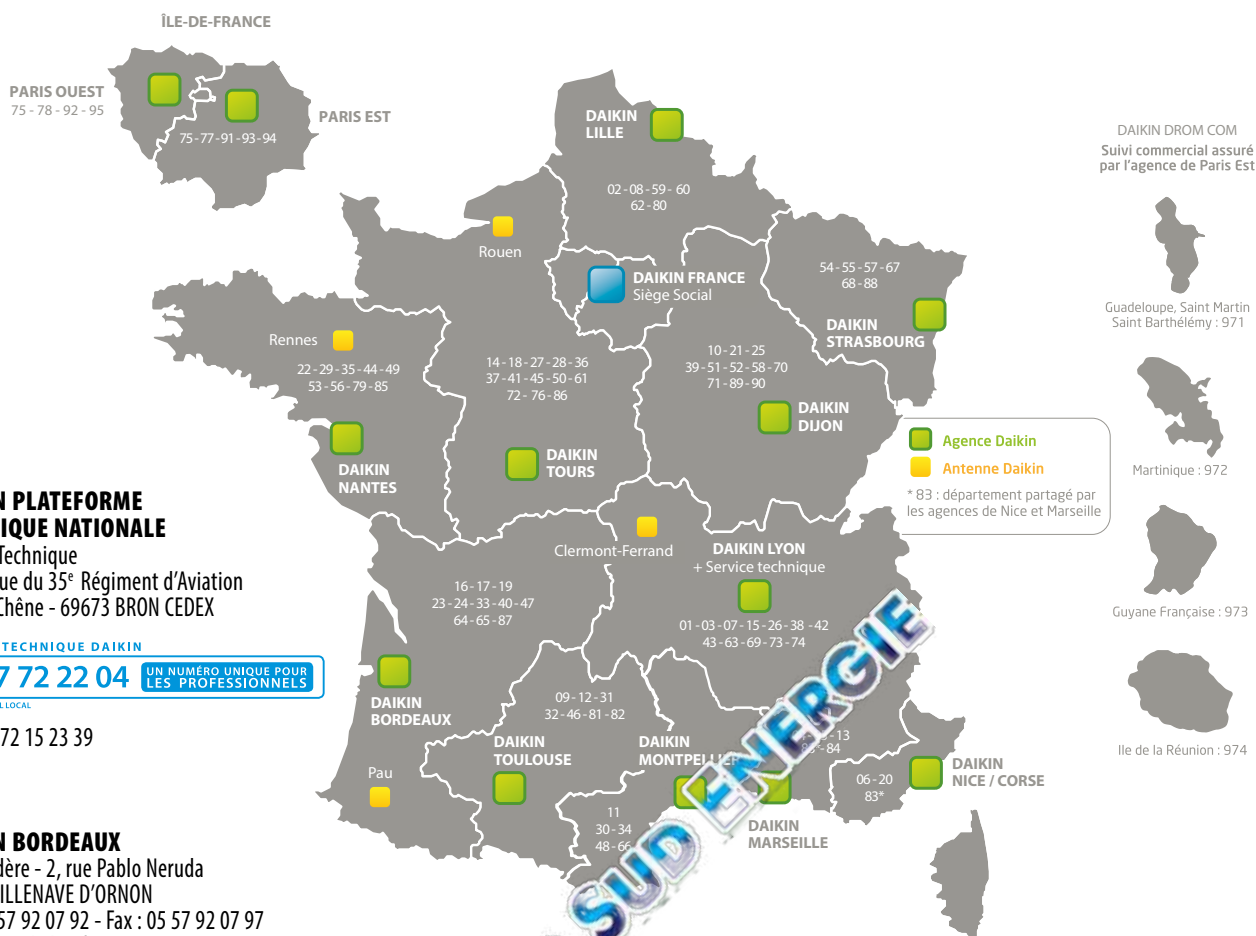 ÎLE-DE-FRANCE
PARIS OUEST
75 - 78 - 92 - 95
PARIS EST
75-77-91-93-94
DAIKIN
LILLE
02-08-59- 60
62-80
Rouen
DAIKIN FRANCE
Siège Social
54-55-57-67
68-88
DAIKIN
STRASBOURG
Rennes
22-29-35-44-49
53-56-79-85
14-18-27-28-36
37-41-45-50-61
72- 76-86
10-21-25
39-51-52-58-70
71-89-90
DAIKIN
DIJON
DAIKIN
NANTES
DAIKIN
TOURS
Agence Daikin
Antenne Daikin
* 83 : département partagé par
les agences de Nice et Marseille
Clermont-Ferrand
DAIKIN LYON
+ Service technique
01-03-07-15-26-38 -42
43-63-69-73-74
16-17-19
23-24-33-40-47
64-65-87
DAIKIN
BORDEAUX
09-12-31
32-46-81-82
DAIKIN
TOULOUSE
DAIKIN
MONTPELLIER
-13
-84
Pau
11
30-34
48-66
06-20
83*
DAIKIN
NICE / CORSE
DAIKIN
MARSEILLE
SUD ENERGIE
DAIKIN DROM COM
Suivi commercial assuré
par l'agence de Paris Est
Guadeloupe, Saint Martin
Saint Barthélémy : 971
Martinique : 972
Guyane Française : 973
Ile de la Réunion : 974
N PLATEFORME
IQUE NATIONALE
Technique
ue du 35e Régiment d'Aviation
Chêne - 69673 BRON CEDEX
TECHNIQUE DAIKIN
7 72 22 04 UN NUMÉRO UNIQUE POUR
LES PROFESSIONNELS
L LOCAL
72 15 23 39
N BORDEAUX
dère - 2, rue Pablo Neruda
ILLENAVE D'ORNON
57 92 07 92 - Fax : 05 57 92 07 97